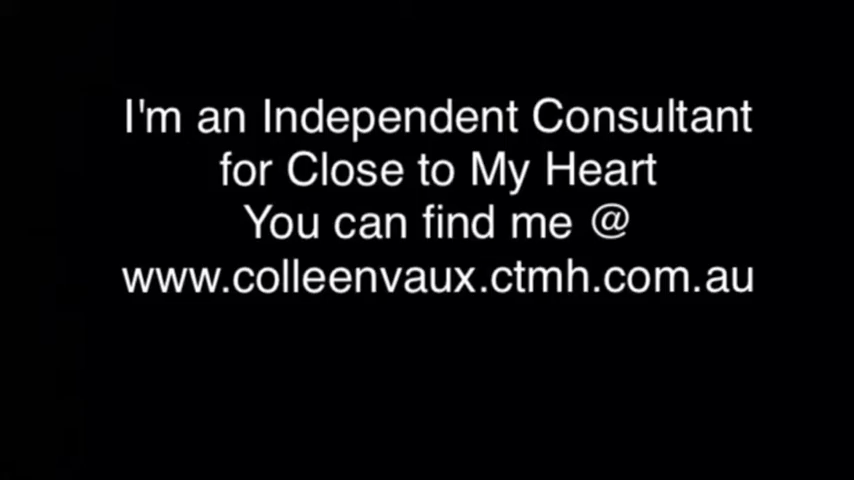 I'm an Independent Consultant
for Close to My Heart
You can find me @
www.colleenvaux.ctmh.com.au